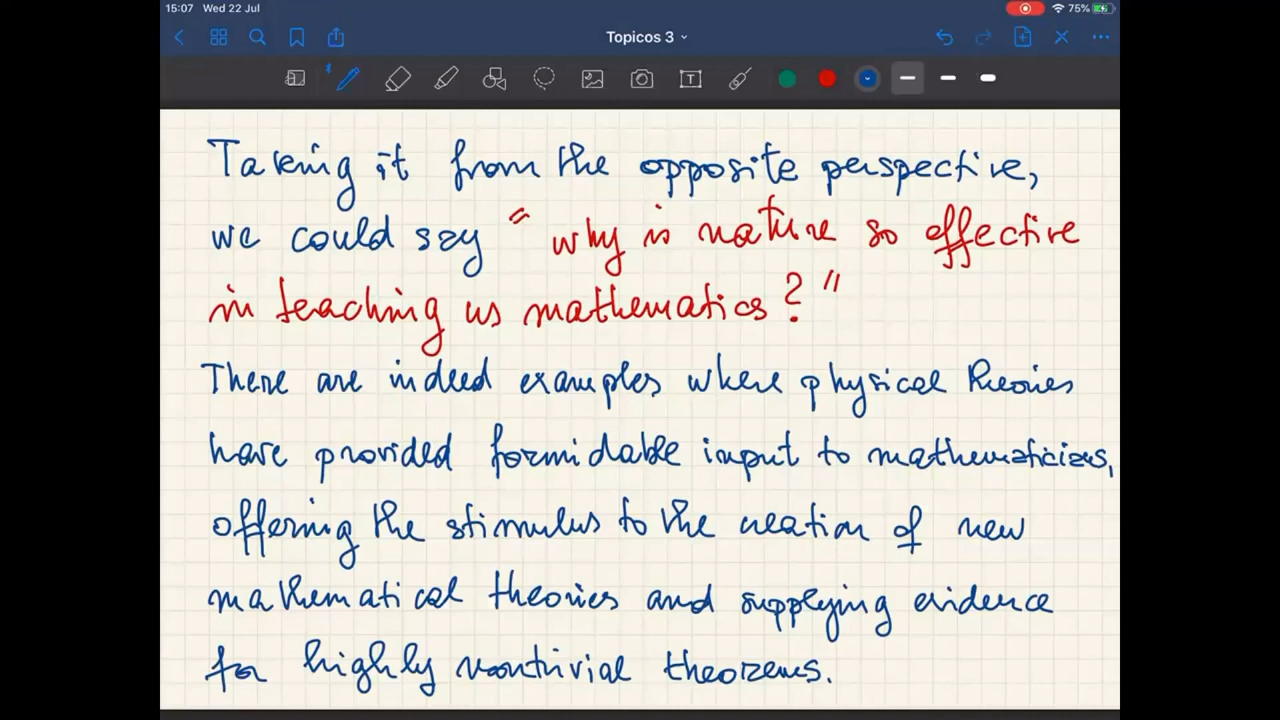 15:07 Wed 22 Jul
75%
Topicos 3
T
Taking it from the opposite perspective,
we could say "why is nature so effective
in teaching us mathematics?"
There are indeed examples where physical theories
have provided formidable input to mathematicians,
offering the stimulus to the creation of new
mathematical theories and supplying evidence
for highly nontrivial theorems.